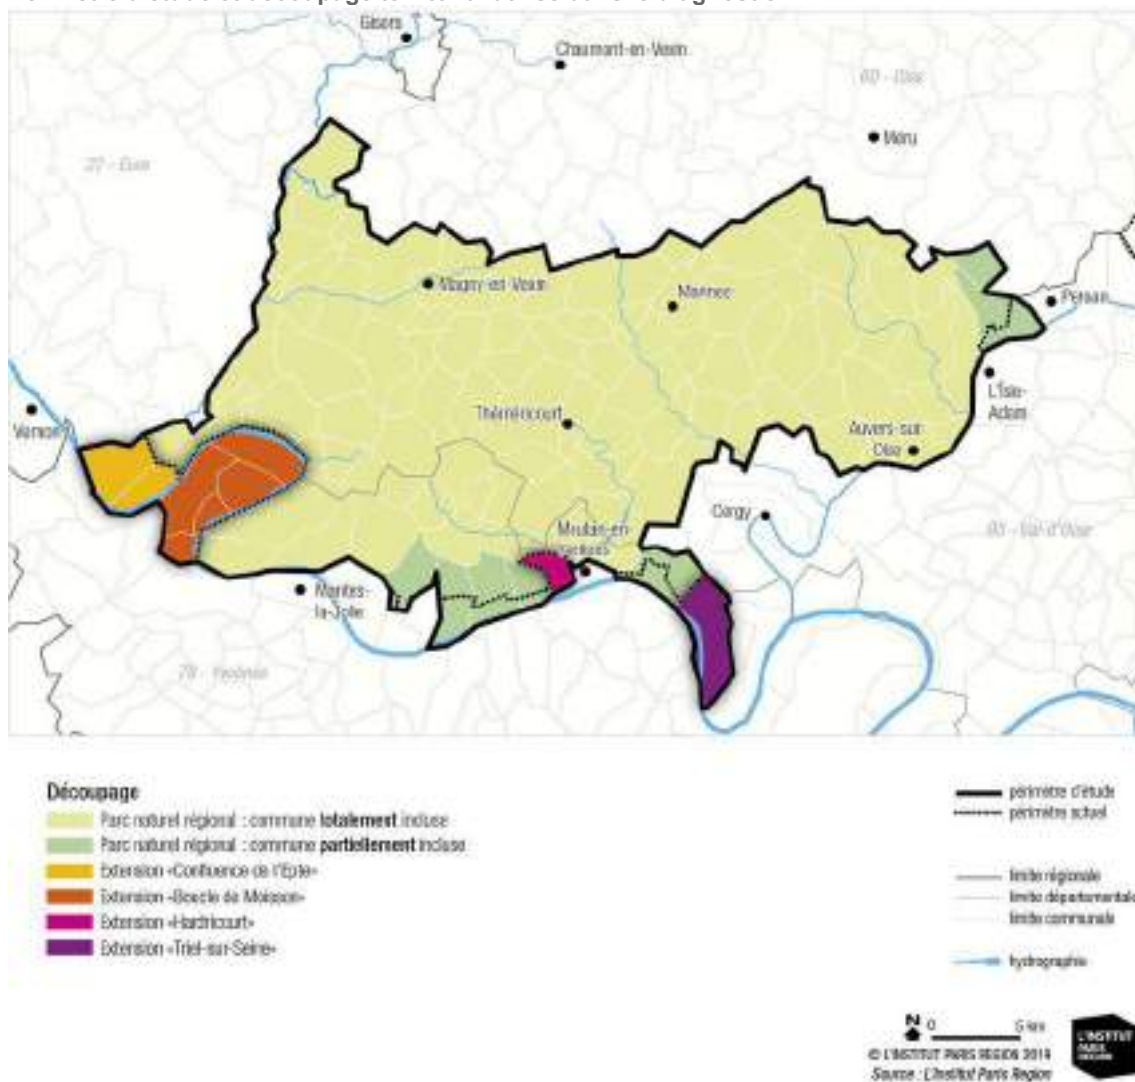 Gisors
Chaumont-en-Vexin
60 - Oise
Méru
27 - Eure
Magny-en-Vexin
Marines
Persan
L'Isle-
Adam
Vernon
Théméricourt
Auvers-sur-
Oise
Cergy
95 - Val-d'Oise
Meulan-en-
Mantes-
la-Jolie
78 - Yvelines
Découpage
Parc naturel régional : commune totalement incluse
Parc naturel régional : commune partiellement incluse
Extension «Confluence de l'Epte»
Extension «Boucle de Moisson»
Extension «Hardricourt»
Extension «Triel-sur-Seine»
périmètre d'étude
périmètre actuel
limite régionale
limite départementale
limite communale
hydrographie
N 0 5 km
© L'INSTITUT PARIS REGION 2019
Source : L'Institut Paris Region
L'INSTITUT
PARIS
REGION